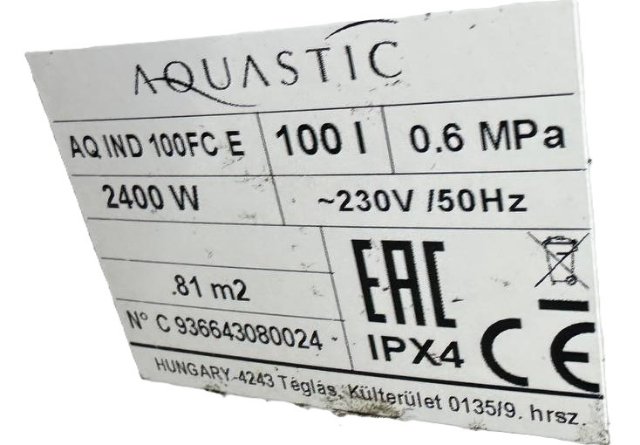 AQUASTIC
AQ IND 100FC E 100 l 0.6 MPa
2400 W ~230V /50Hz
.81 m2
EAC
N° C 936643080024
IPX4 CE
HUNGARY-4243 Téglás, Külterület 0135/9. hrsz.